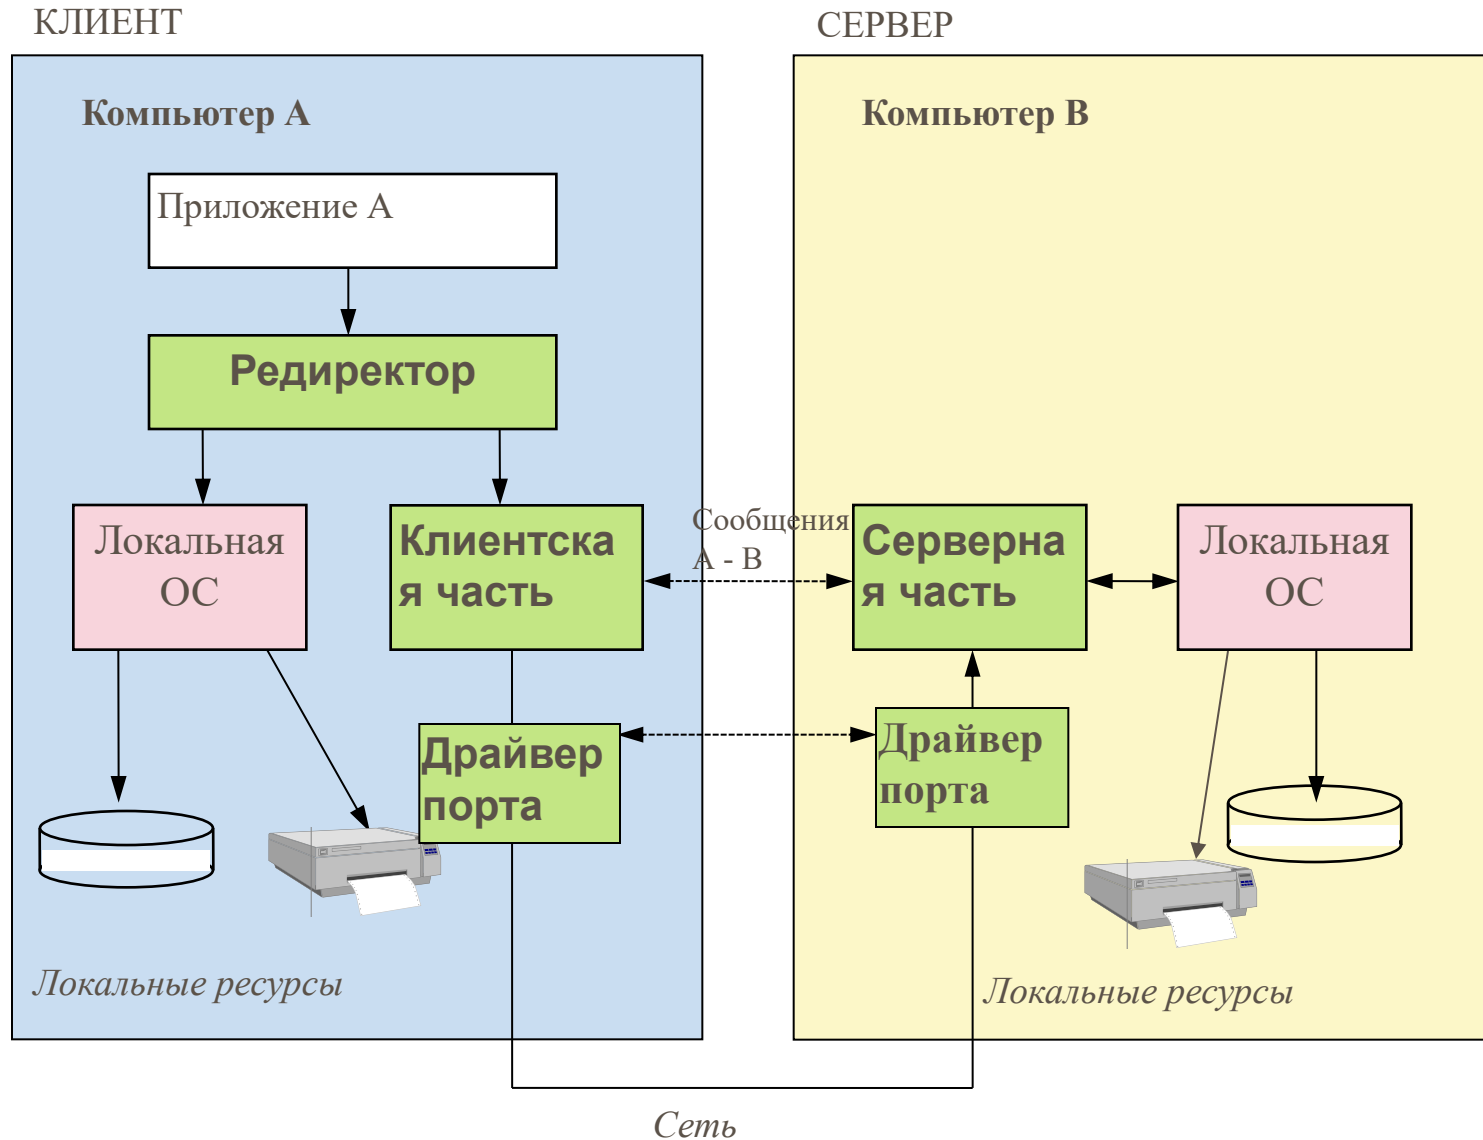 КЛИЕНТ
СЕРВЕР
Компьютер А
Компьютер В
Приложение А
Редиректор
Локальная
ОС
Клиентска
я часть
Сообщения
А - В
Серверна
я часть
Локальная
ОС
Драйвер
порта
Драйвер
порта
Локальные ресурсы
Локальные ресурсы
Сеть